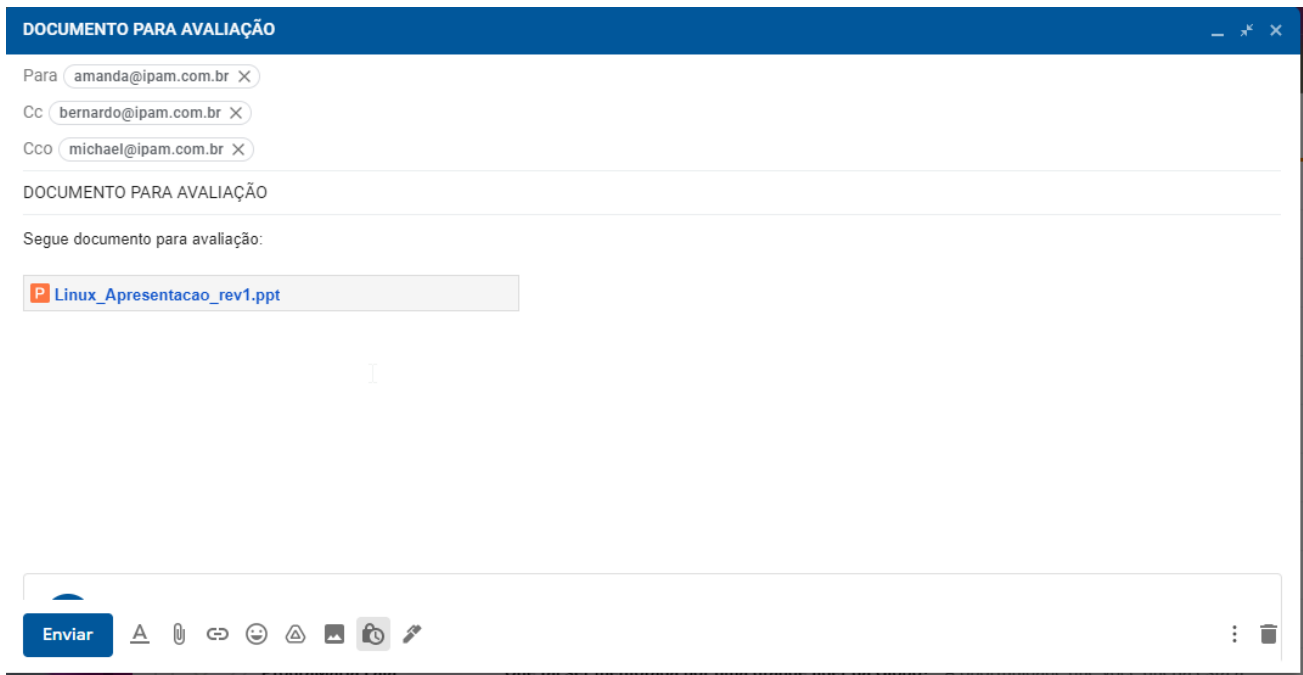 DOCUMENTO PARA AVALIAÇÃO
Para amanda@ipam.com.br
Cc bernardo@ipam.com.br
Cco michael@ipam.com.br
DOCUMENTO PARA AVALIAÇÃO
Segue documento para avaliação:
P Linux_Apresentacao_rev1.ppt
Enviar A